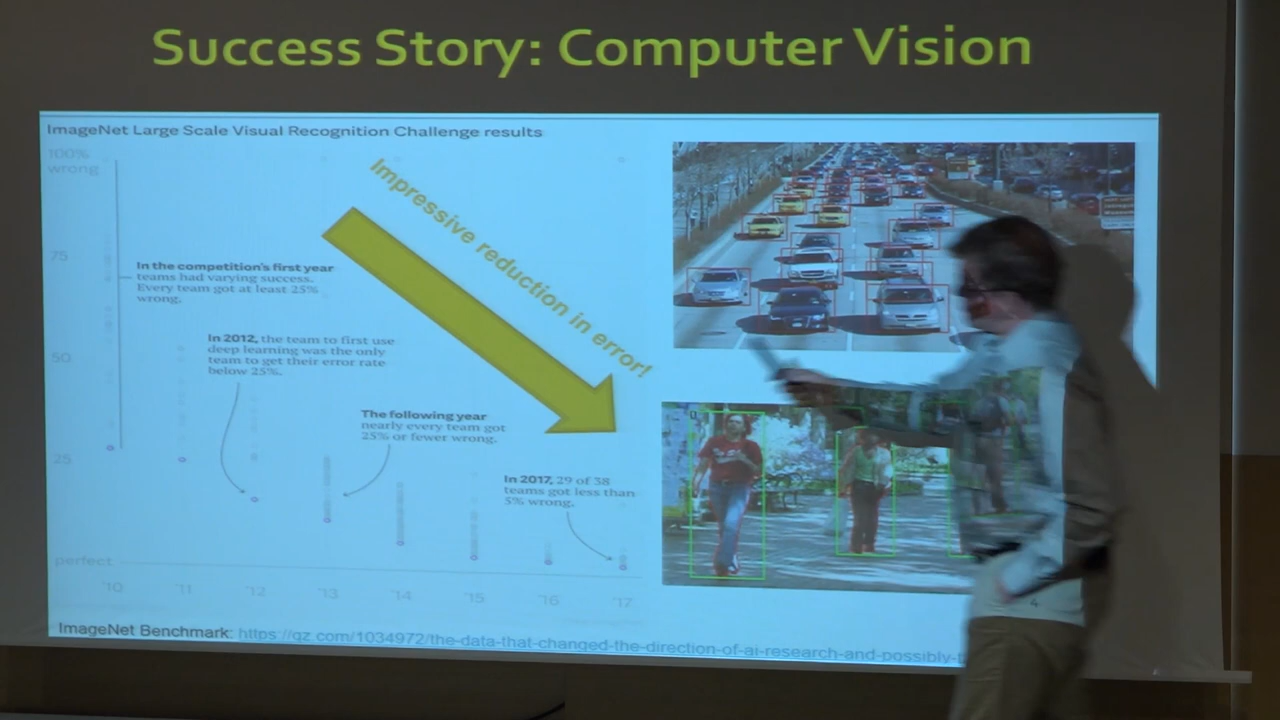 Success Story: Computer Vision
ImageNet Large Scale Visual Recognition Challenge results
100%
wrong
Impressive reduction in error!
75
In the competition's first year
teams had varying success.
Every team got at least 25%
wrong.
In 2012, the team to first use
deep learning was the only
team to get their error rate
below 25%.
50
The following year
nearly every team got
25% or fewer wrong.
25
In 2017, 29 of 38
teams got less than
5% wrong.
perfect
'10 '11 '12 '13 '14 '15 '16 '17
ImageNet Benchmark: https://qz.com/1034972/the-data-that-changed-the-direction-of-ai-research-and-possibly-